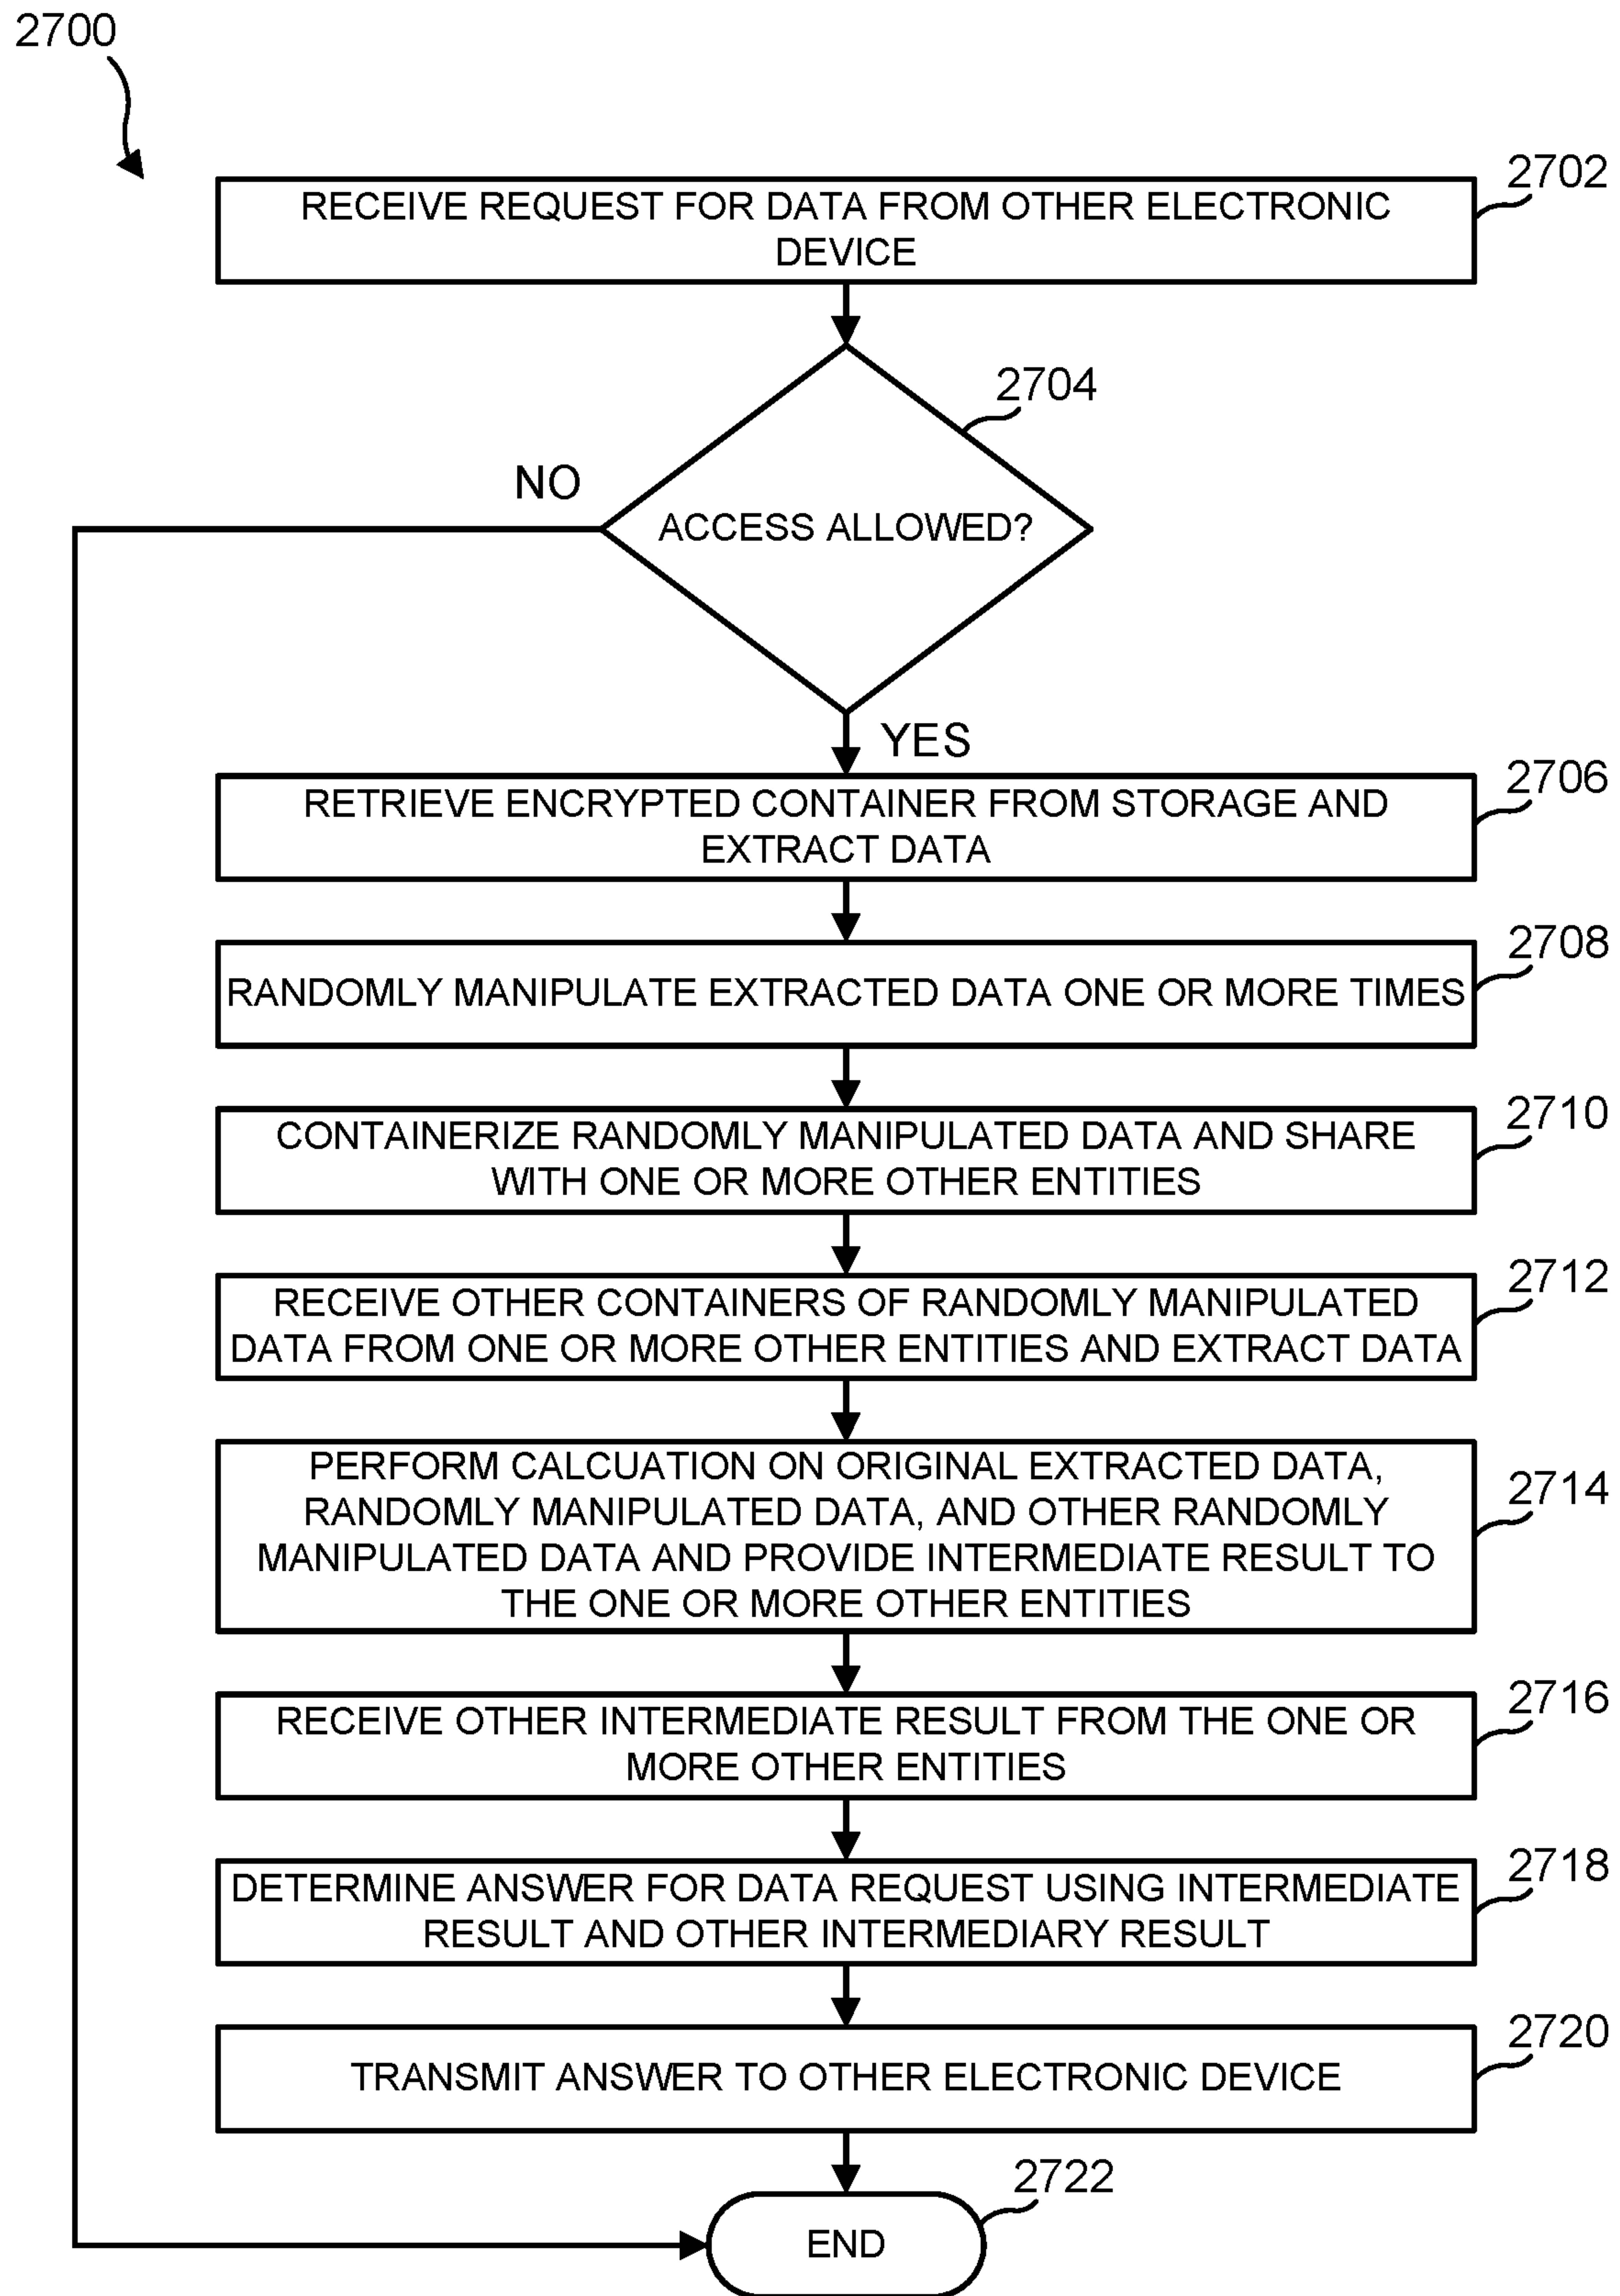 2700
2702
RECEIVE REQUEST FOR DATA FROM OTHER ELECTRONIC
DEVICE
2704
NO
ACCESS ALLOWED?
YES
2706
RETRIEVE ENCRYPTED CONTAINER FROM STORAGE AND
EXTRACT DATA
2708
RANDOMLY MANIPULATE EXTRACTED DATA ONE OR MORE TIMES
2710
CONTAINERIZE RANDOMLY MANIPULATED DATA AND SHARE
WITH ONE OR MORE OTHER ENTITIES
2712
RECEIVE OTHER CONTAINERS OF RANDOMLY MANIPULATED
DATA FROM ONE OR MORE OTHER ENTITIES AND EXTRACT DATA
2714
PERFORM CALCUATION ON ORIGINAL EXTRACTED DATA,
RANDOMLY MANIPULATED DATA, AND OTHER RANDOMLY
MANIPULATED DATA AND PROVIDE INTERMEDIATE RESULT TO
THE ONE OR MORE OTHER ENTITIES
2716
RECEIVE OTHER INTERMEDIATE RESULT FROM THE ONE OR
MORE OTHER ENTITIES
2718
DETERMINE ANSWER FOR DATA REQUEST USING INTERMEDIATE
RESULT AND OTHER INTERMEDIARY RESULT
2720
TRANSMIT ANSWER TO OTHER ELECTRONIC DEVICE
2722
END